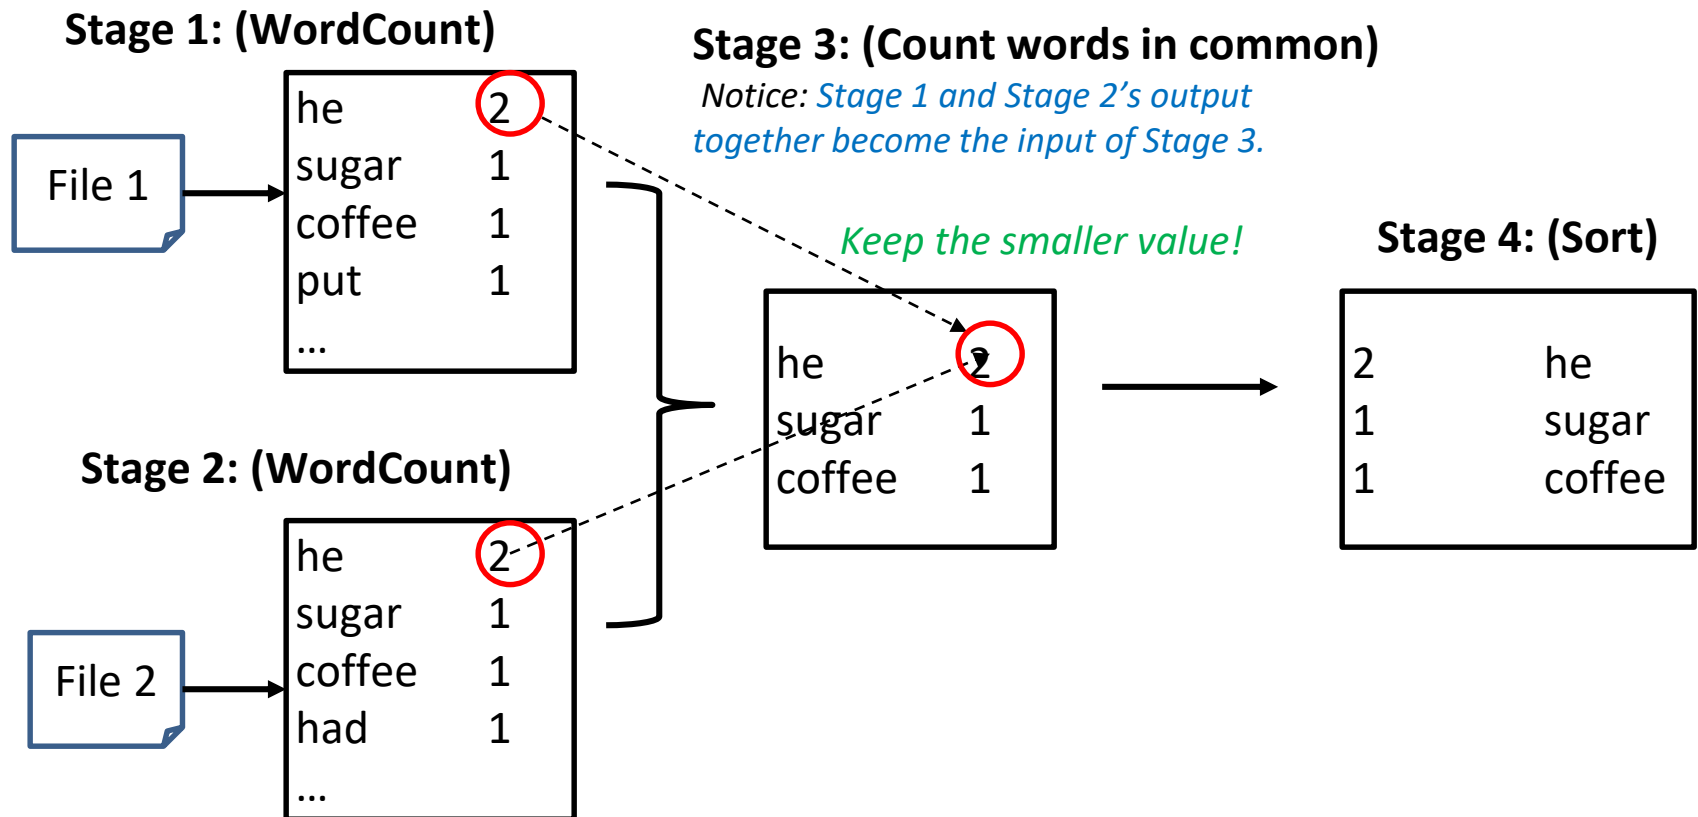 Stage 1: (WordCount)
File 1
he 2
sugar 1
coffee 1
put 1
...
Stage 2: (WordCount)
File 2
he 2
sugar 1
coffee 1
had 1
...
Stage 3: (Count words in common)
Notice: Stage 1 and Stage 2’s output
together become the input of Stage 3.
Keep the smaller value!
he 2
sugar 1
coffee 1
Stage 4: (Sort)
2 he
1 sugar
1 coffee